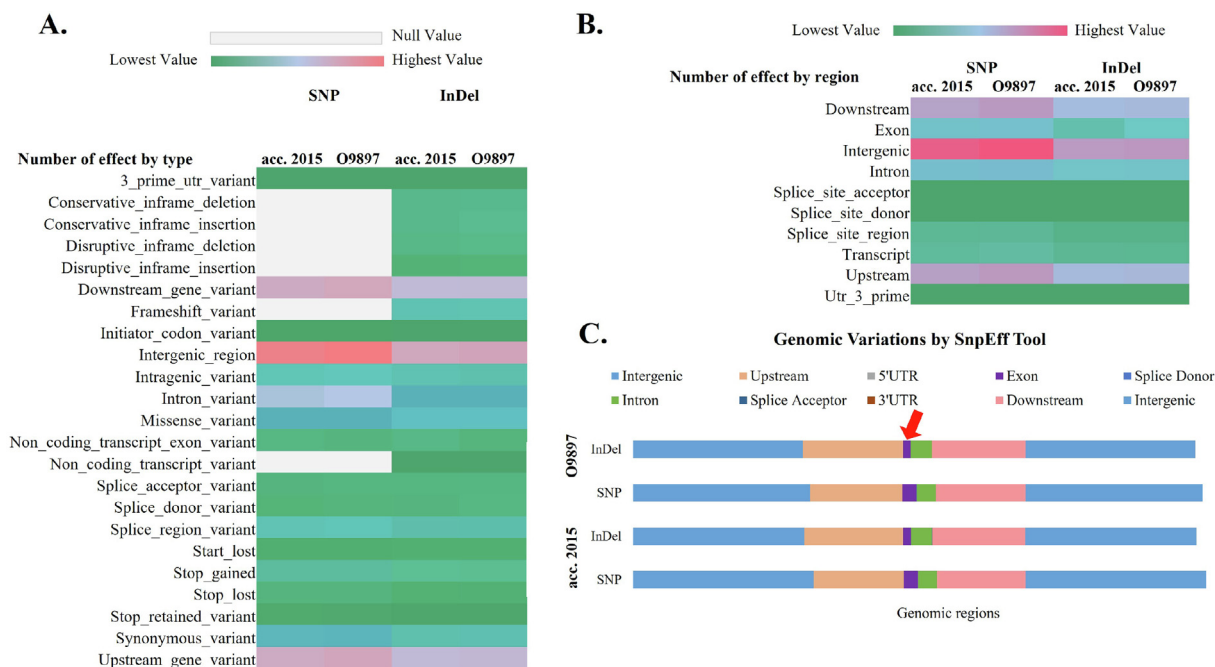 A.
Null Value
Lowest Value Highest Value
SNP InDel
Number of effect by type acc. 2015 O9897 acc. 2015 O9897
3_prime_utr_variant
Conservative_inframe_deletion
Conservative_inframe_insertion
Disruptive_inframe_deletion
Disruptive_inframe_insertion
Downstream_gene_variant
Frameshift_variant
Initiator_codon_variant
Intergenic_region
Intragenic_variant
Intron_variant
Missense_variant
Non_coding_transcript_exon_variant
Non_coding_transcript_variant
Splice_acceptor_variant
Splice_donor_variant
Splice_region_variant
Start_lost
Stop_gained
Stop_lost
Stop_retained_variant
Synonymous_variant
Upstream_gene_variant
B.
Lowest Value Highest Value
SNP InDel
Number of effect by region acc. 2015 O9897 acc. 2015 O9897
Downstream
Exon
Intergenic
Intron
Splice_site_acceptor
Splice_site_donor
Splice_site_region
Transcript
Upstream
Utr_3_prime
C.
Genomic Variations by SnpEff Tool
Intergenic Upstream 5'UTR Exon Splice Donor
Intron Splice Acceptor 3'UTR Downstream Intergenic
O9897
InDel
SNP
acc. 2015
InDel
SNP
Genomic regions